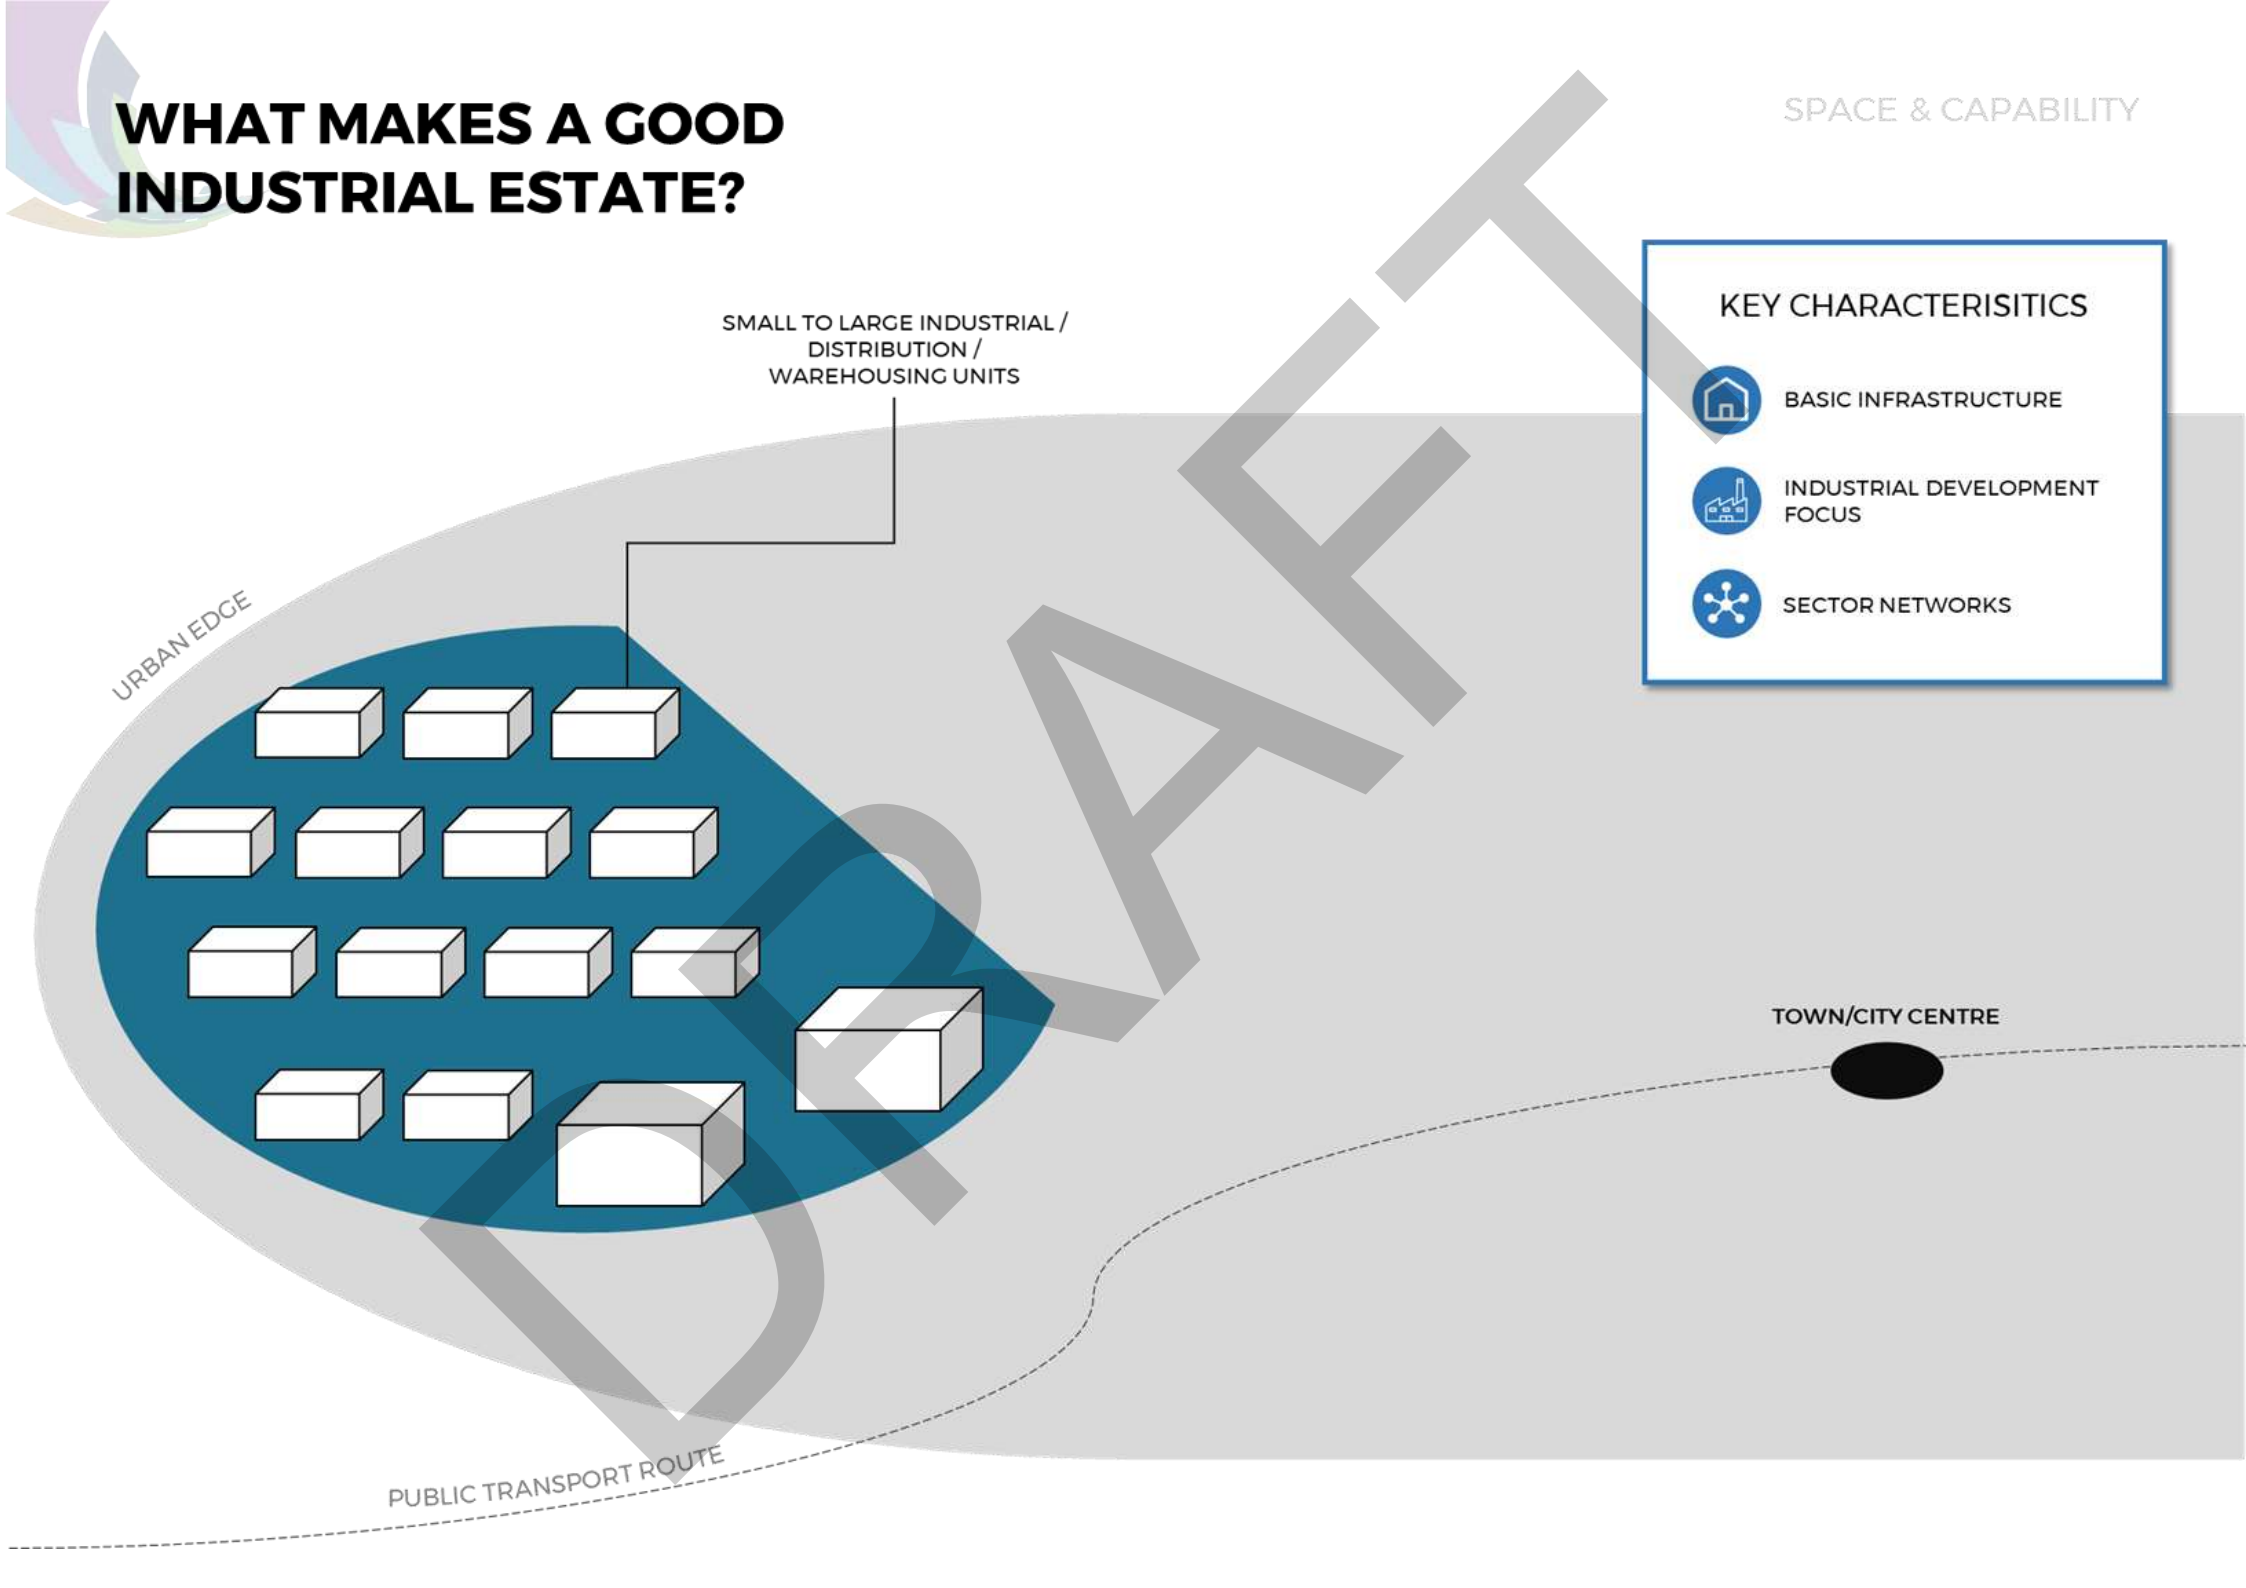 WHAT MAKES A GOOD
INDUSTRIAL ESTATE?
SPACE & CAPABILITY
SMALL TO LARGE INDUSTRIAL /
DISTRIBUTION /
WAREHOUSING UNITS
KEY CHARACTERISITICS
BASIC INFRASTRUCTURE
INDUSTRIAL DEVELOPMENT
FOCUS
SECTOR NETWORKS
URBAN EDGE
TOWN/CITY CENTRE
PUBLIC TRANSPORT ROUTE
DRAFT